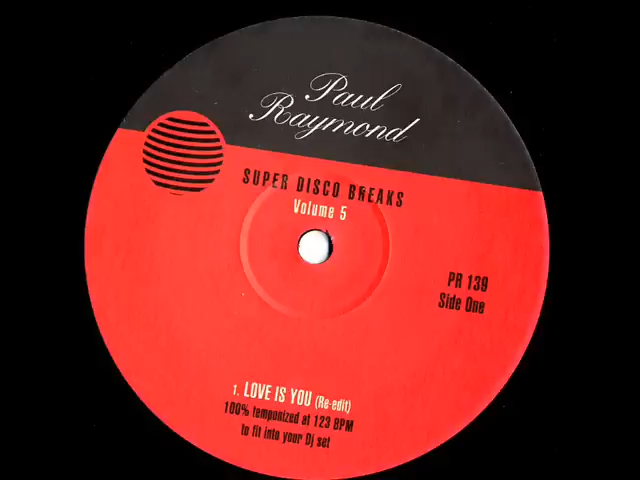 Paul
Raymond
SUPER DISCO BREAKS
Volume 5
PR 139
Side One
1. LOVE IS YOU (Re-edit)
100% temponized at 123 BPM
to fit into your Dj set